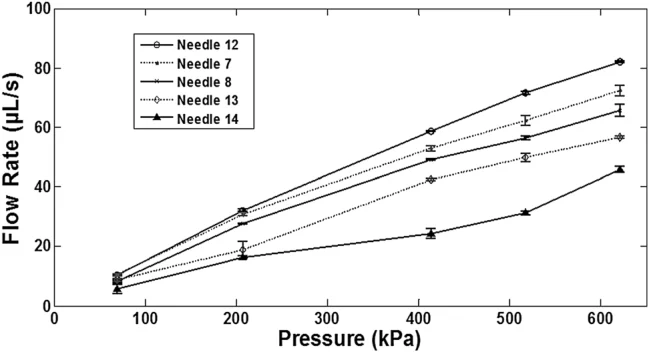 100
80
60
40
20
0
Flow Rate (µL/s)
Needle 12
Needle 7
Needle 8
Needle 13
Needle 14
0 100 200 300 400 500 600
Pressure (kPa)